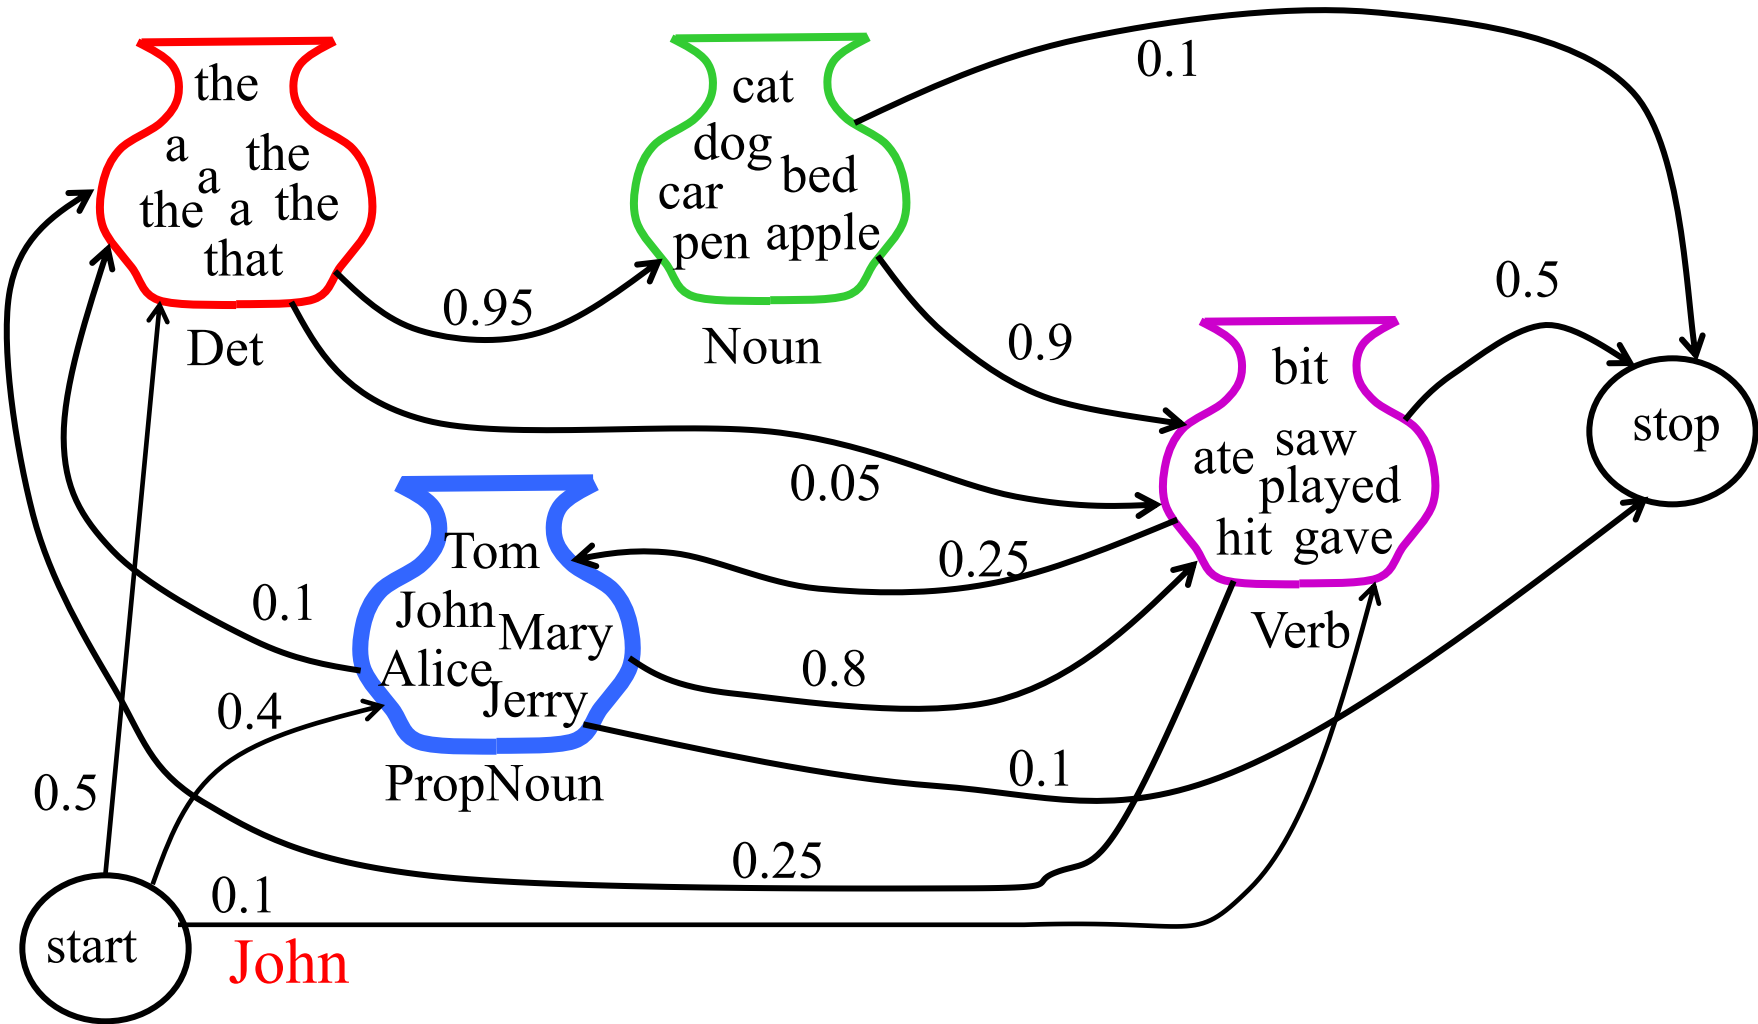 the
a
the
a
the
a
the
that
Det
cat
dog
bed
car
pen
apple
Noun
0.1
0.95
0.9
0.5
bit
saw
ate
played
hit
gave
Verb
stop
0.05
0.25
Tom
John
Mary
Alice
Jerry
PropNoun
0.1
0.8
0.4
0.5
0.1
0.25
0.1
start
John